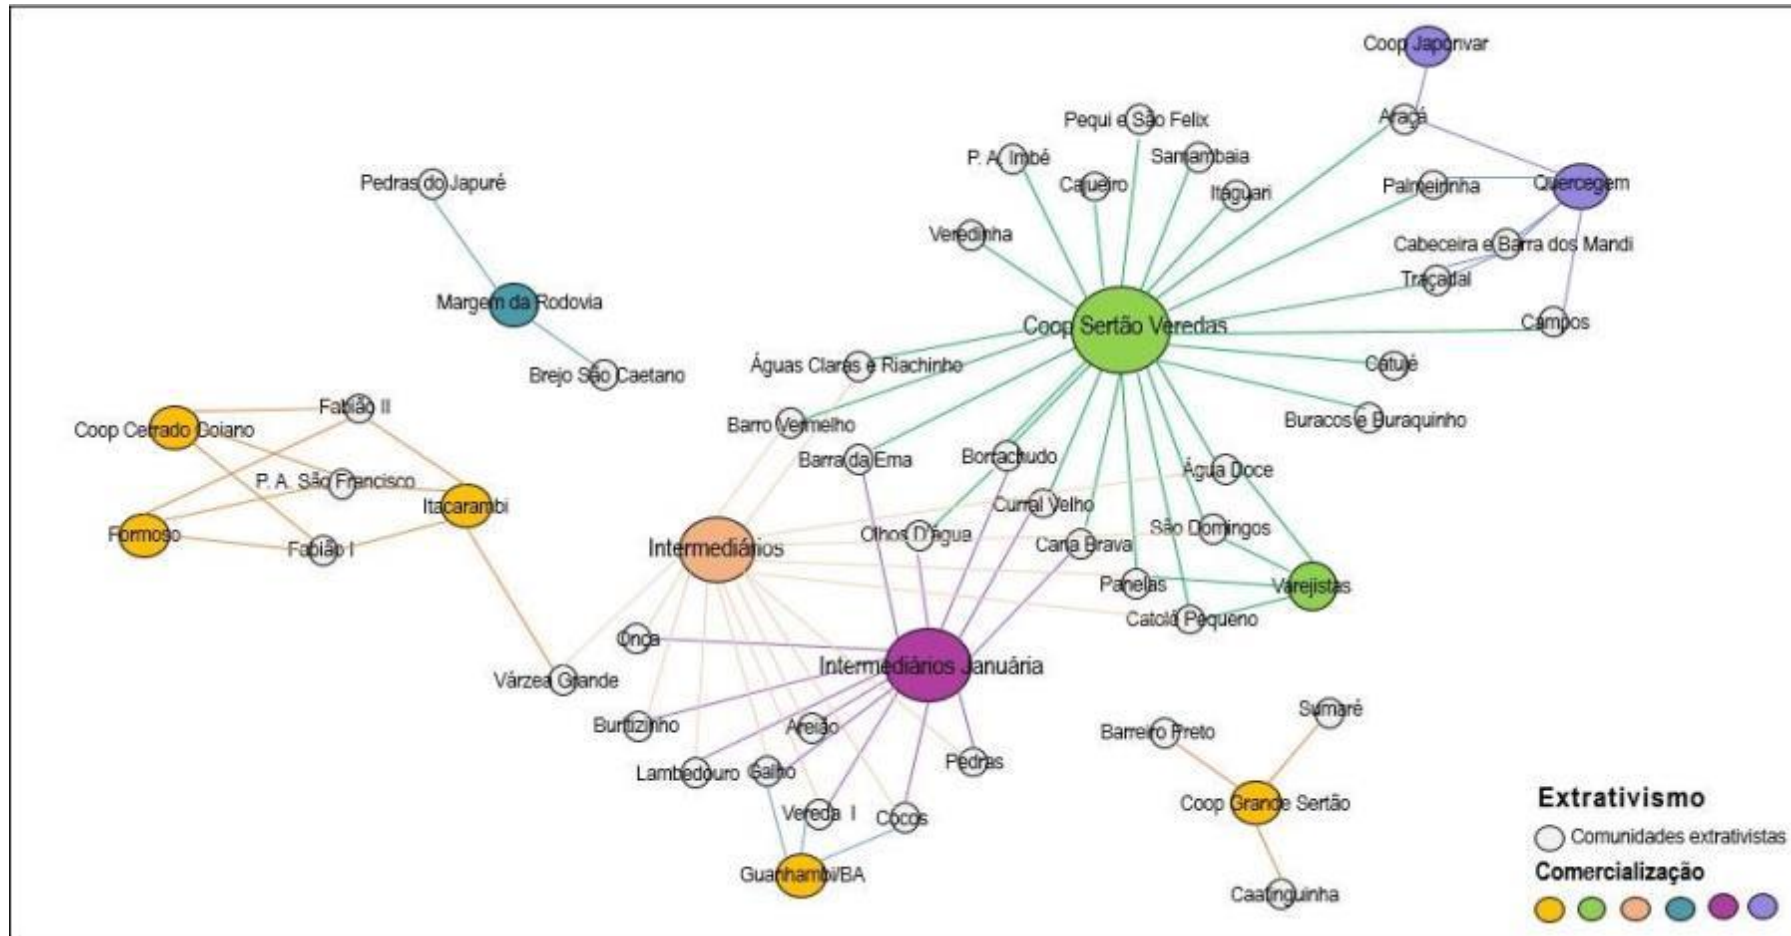 Coop Japonvar
Araçá
Pequi e São Felix
P. A. Imbé
Samambaia
Cajueiro
Itaguari
Palmeirinha
Quercegem
Pedras do Japuré
Veredinha
Cabeceira e Barra dos Mandi
Traçadal
Margem da Rodovia
Coop Sertão Veredas
Campos
Águas Claras e Riachinho
Catulé
Brejo São Caetano
Fabião II
Coop Cerrado Goiano
Barro Vermelho
Buracos e Buraquinho
Barra da Ema
Borrachudo
Água Doce
P. A. São Francisco
Itacarambi
Curral Velho
Formoso
Fabião I
Intermediários
Olhos D'água
Cana Brava
São Domingos
Panelas
Varejistas
Catolé Pequeno
Onça
Várzea Grande
Intermediários Januária
Buritizinho
Areião
Sumaré
Barreiro Preto
Lambedouro
Galho
Pedras
Vereda I
Cocos
Coop Grande Sertão
Guanhambi/BA
Caatinguinha
Extrativismo
Comunidades extrativistas
Comercialização